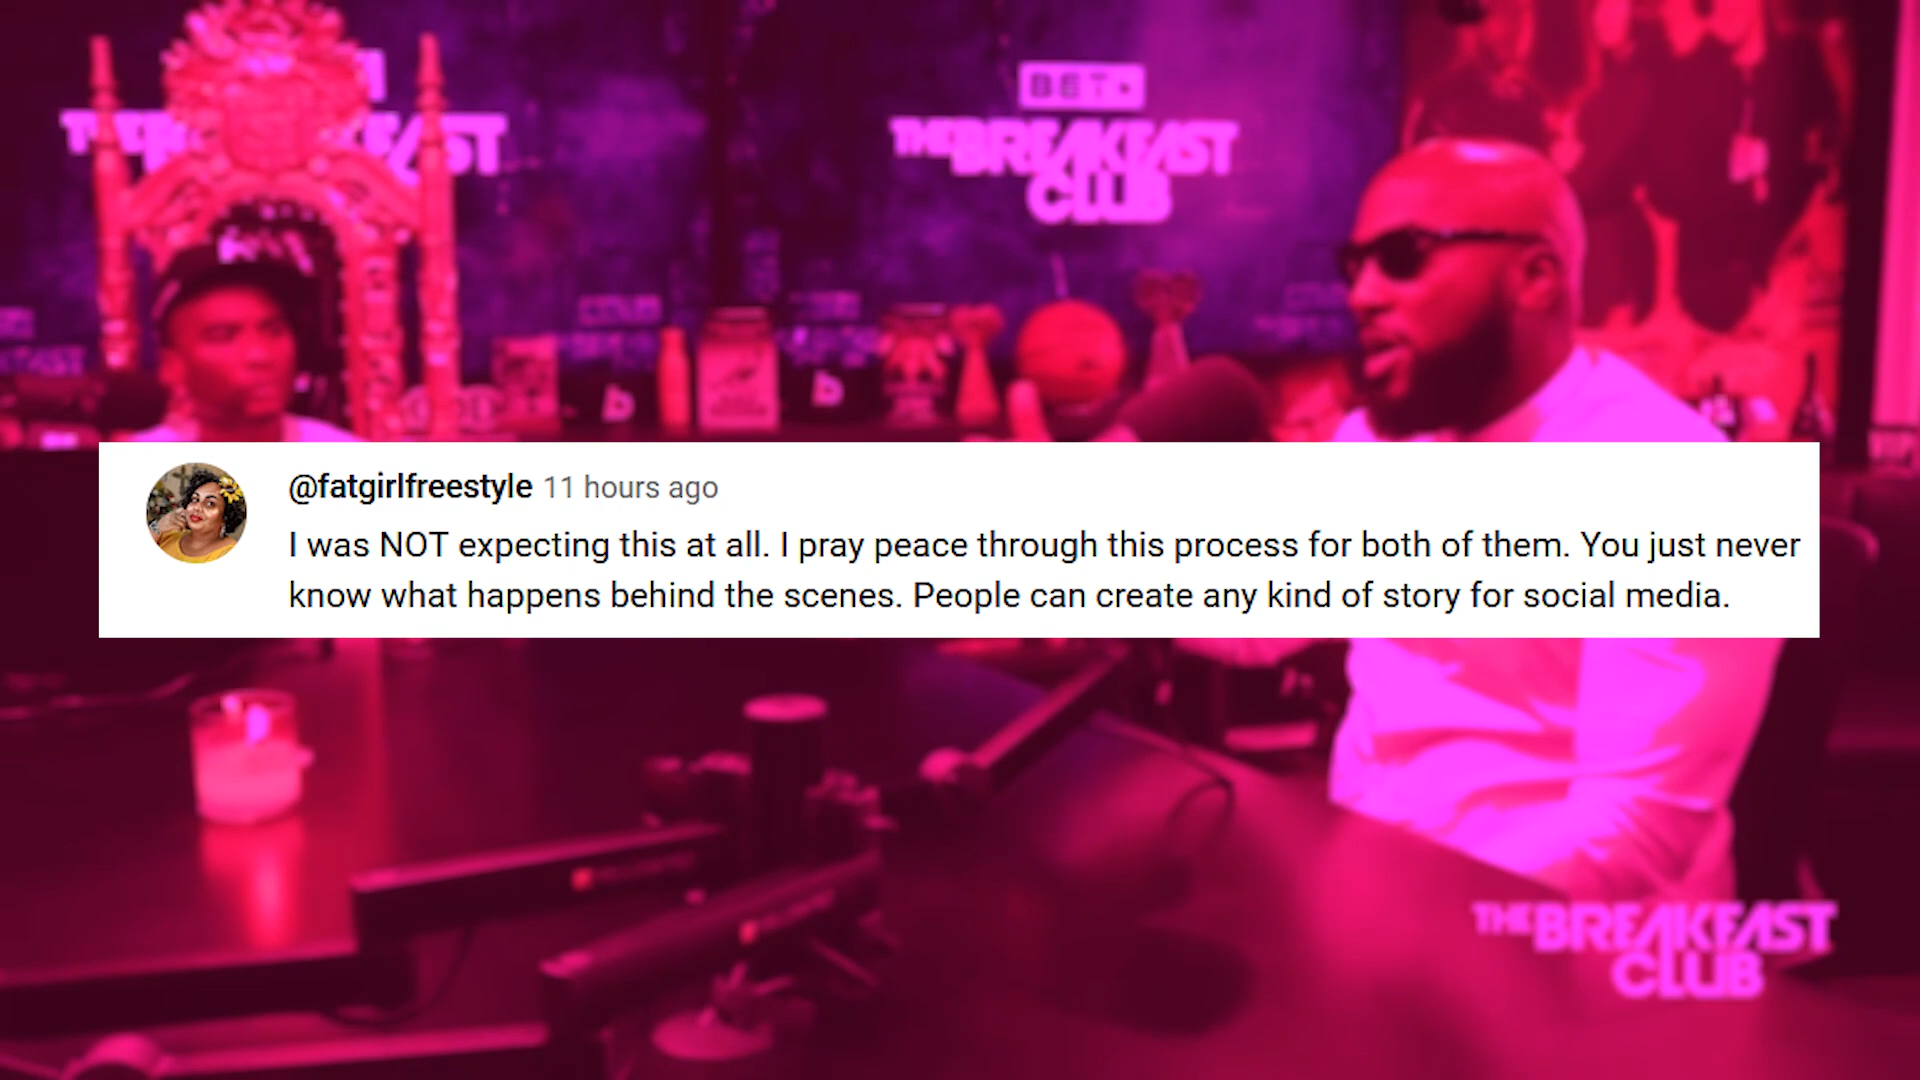 BET
THE BREAKFAST
CLUB
@fatgirlfreestyle 11 hours ago
I was NOT expecting this at all. I pray peace through this process for both of them. You just never
know what happens behind the scenes. People can create any kind of story for social media.
VIP
THE BREAKFAST
CLUB